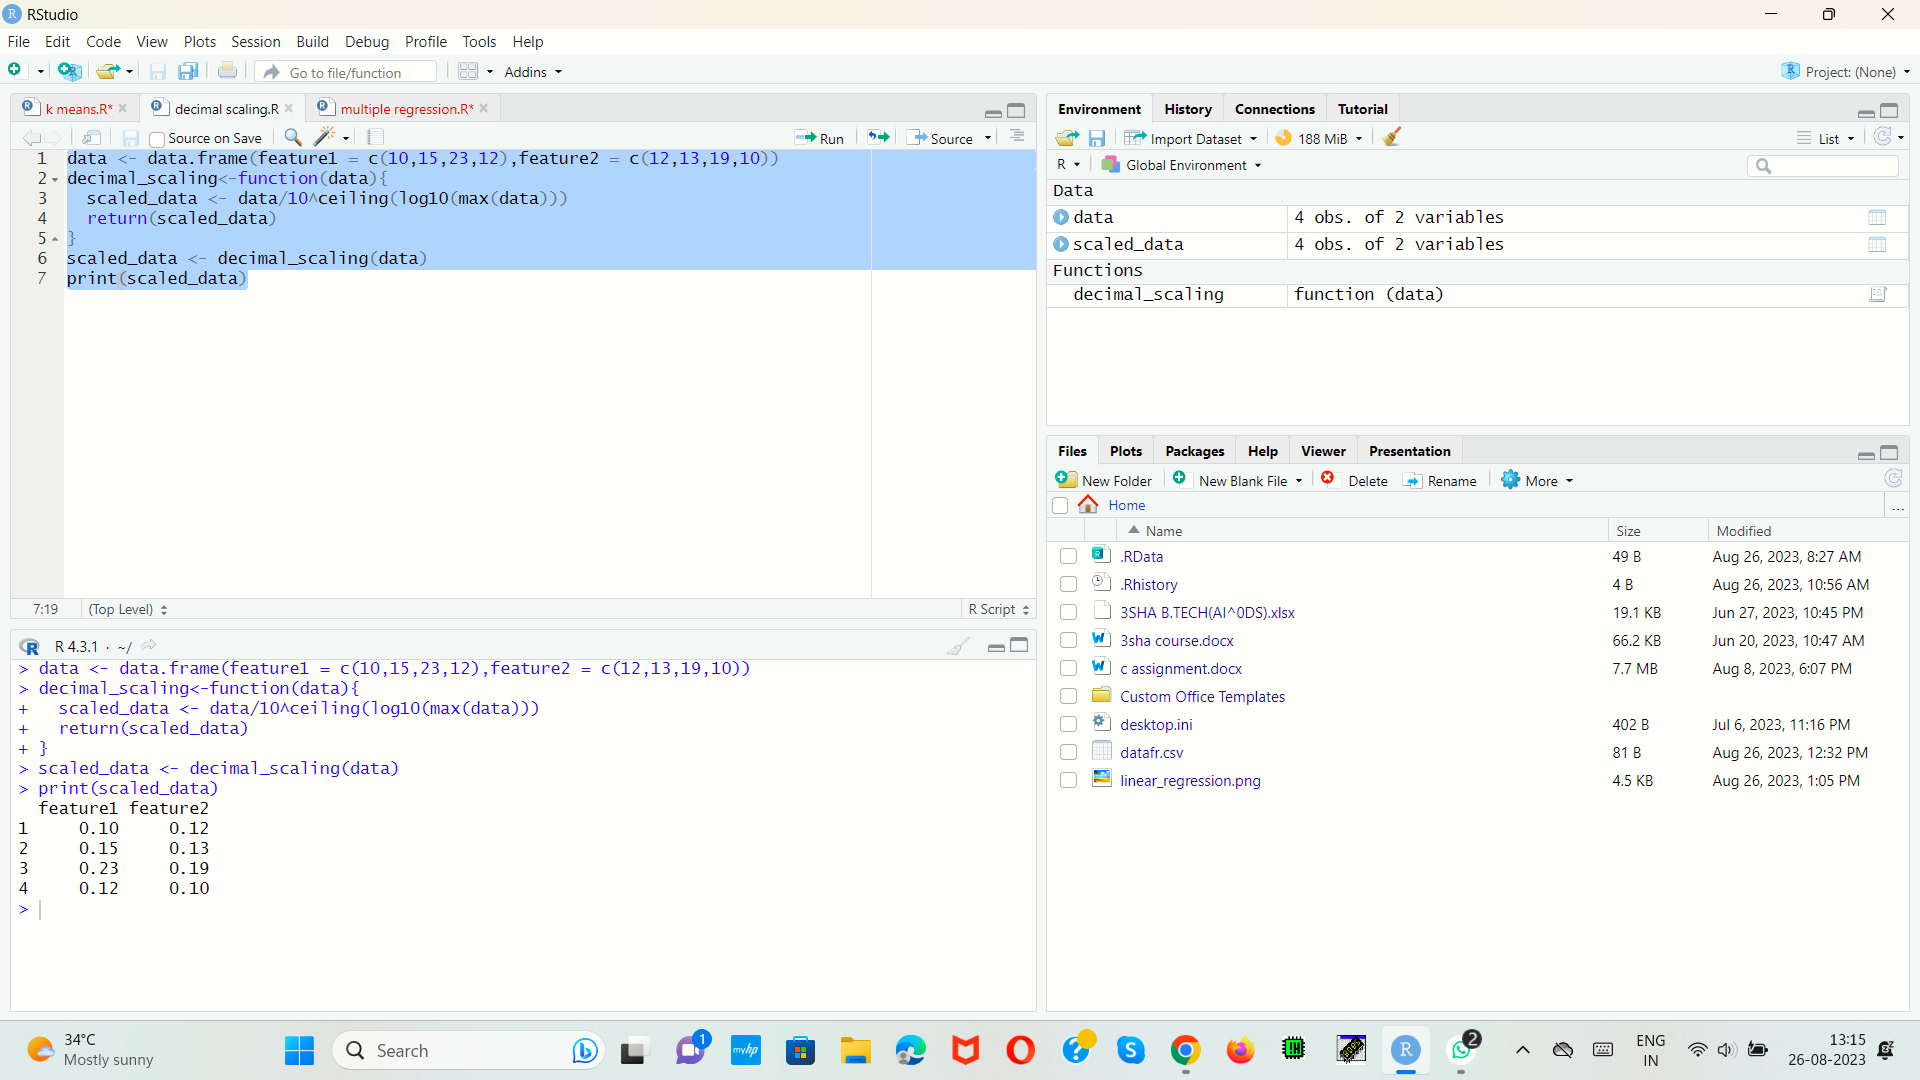 RStudio
File Edit Code View Plots Session Build Debug Profile Tools Help
Go to file/function Addins Project: (None)
k means.R* decimal scaling.R multiple regression.R*
Source on Save Run Source
1 data <- data.frame(feature1 = c(10,15,23,12),feature2 = c(12,13,19,10))
2 decimal_scaling<-function(data){
3 scaled_data <- data/10^ceiling(log10(max(data)))
4 return(scaled_data)
5 }
6 scaled_data <- decimal_scaling(data)
7 print(scaled_data)
7:19 (Top Level) R Script
R 4.3.1 · ~/
> data <- data.frame(feature1 = c(10,15,23,12),feature2 = c(12,13,19,10))
> decimal_scaling<-function(data){
+ scaled_data <- data/10^ceiling(log10(max(data)))
+ return(scaled_data)
+ }
> scaled_data <- decimal_scaling(data)
> print(scaled_data)
feature1 feature2
1 0.10 0.12
2 0.15 0.13
3 0.23 0.19
4 0.12 0.10
>
Environment History Connections Tutorial
Import Dataset 188 MiB List
R Global Environment
Data
data 4 obs. of 2 variables
scaled_data 4 obs. of 2 variables
Functions
decimal_scaling function (data)
Files Plots Packages Help Viewer Presentation
New Folder New Blank File Delete Rename More
Home ...
Name Size Modified
.RData 49 B Aug 26, 2023, 8:27 AM
.Rhistory 4 B Aug 26, 2023, 10:56 AM
3SHA B.TECH(AI^0DS).xlsx 19.1 KB Jun 27, 2023, 10:45 PM
3sha course.docx 66.2 KB Jun 20, 2023, 10:47 AM
c assignment.docx 7.7 MB Aug 8, 2023, 6:07 PM
Custom Office Templates
desktop.ini 402 B Jul 6, 2023, 11:16 PM
datafr.csv 81 B Aug 26, 2023, 12:32 PM
linear_regression.png 4.5 KB Aug 26, 2023, 1:05 PM
34°C
Mostly sunny
Search
1
myhp
2
ENG
IN
13:15
26-08-2023